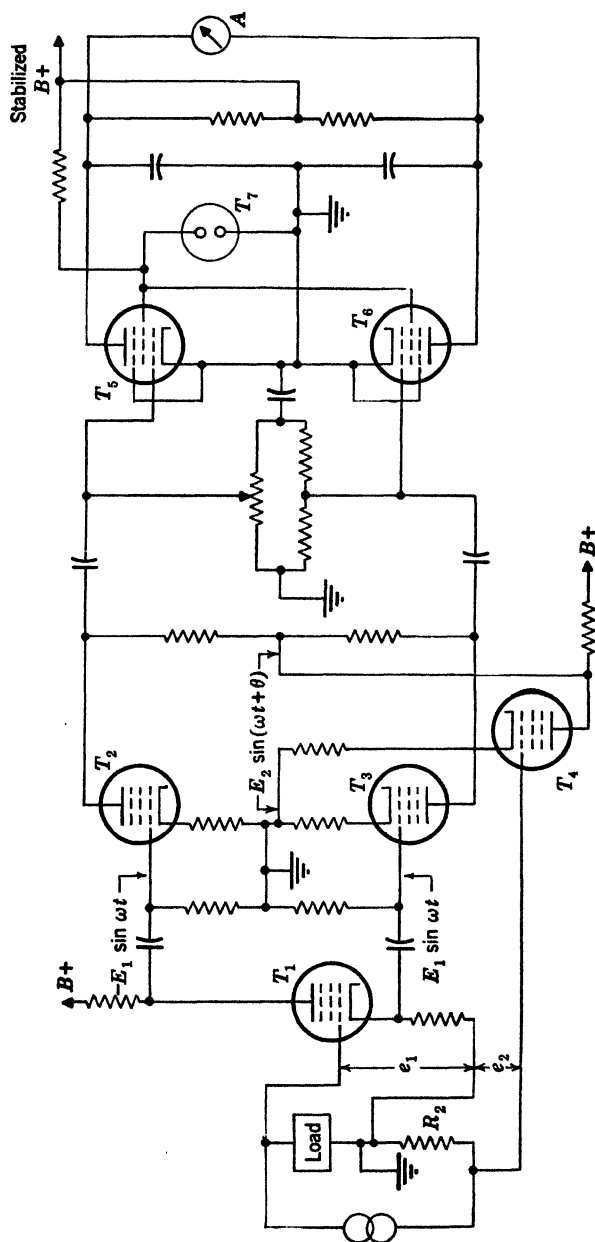 Stabilized
B+
A
T₇
T₅
T₆
E₂ sin(ωt+θ)
T₂
T₃
B+
T₄
−E₁ sin ωt
E₁ sin ωt
B+
T₁
e₁
e₂
Load
R₂